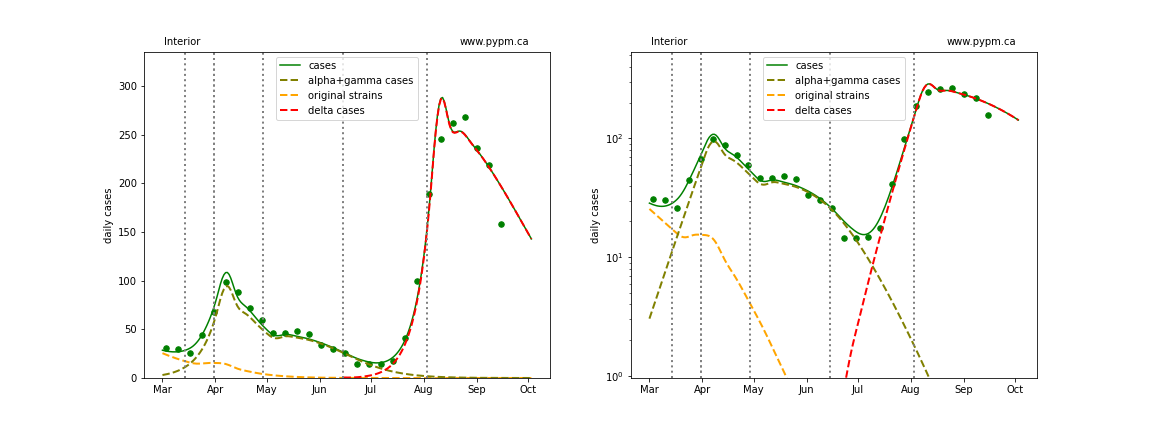 Interior www.pypm.ca
cases
alpha+gamma cases
original strains
delta cases
daily cases
300
250
200
150
100
50
0
Mar Apr May Jun Jul Aug Sep Oct
Interior www.pypm.ca
cases
alpha+gamma cases
original strains
delta cases
daily cases
10²
10¹
10⁰
Mar Apr May Jun Jul Aug Sep Oct